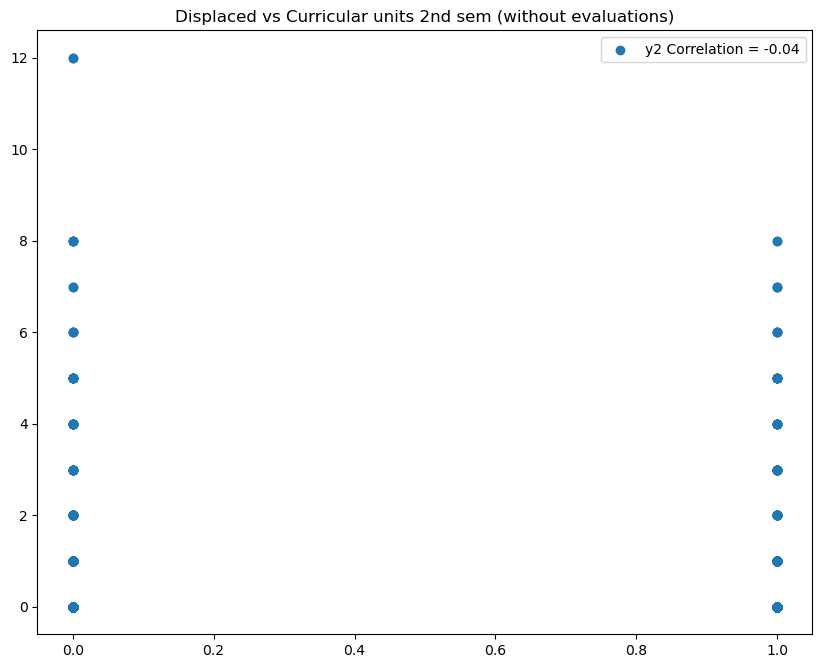 Displaced vs Curricular units 2nd sem (without evaluations)
y2 Correlation = -0.04
12
10
8
6
4
2
0
0.0 0.2 0.4 0.6 0.8 1.0